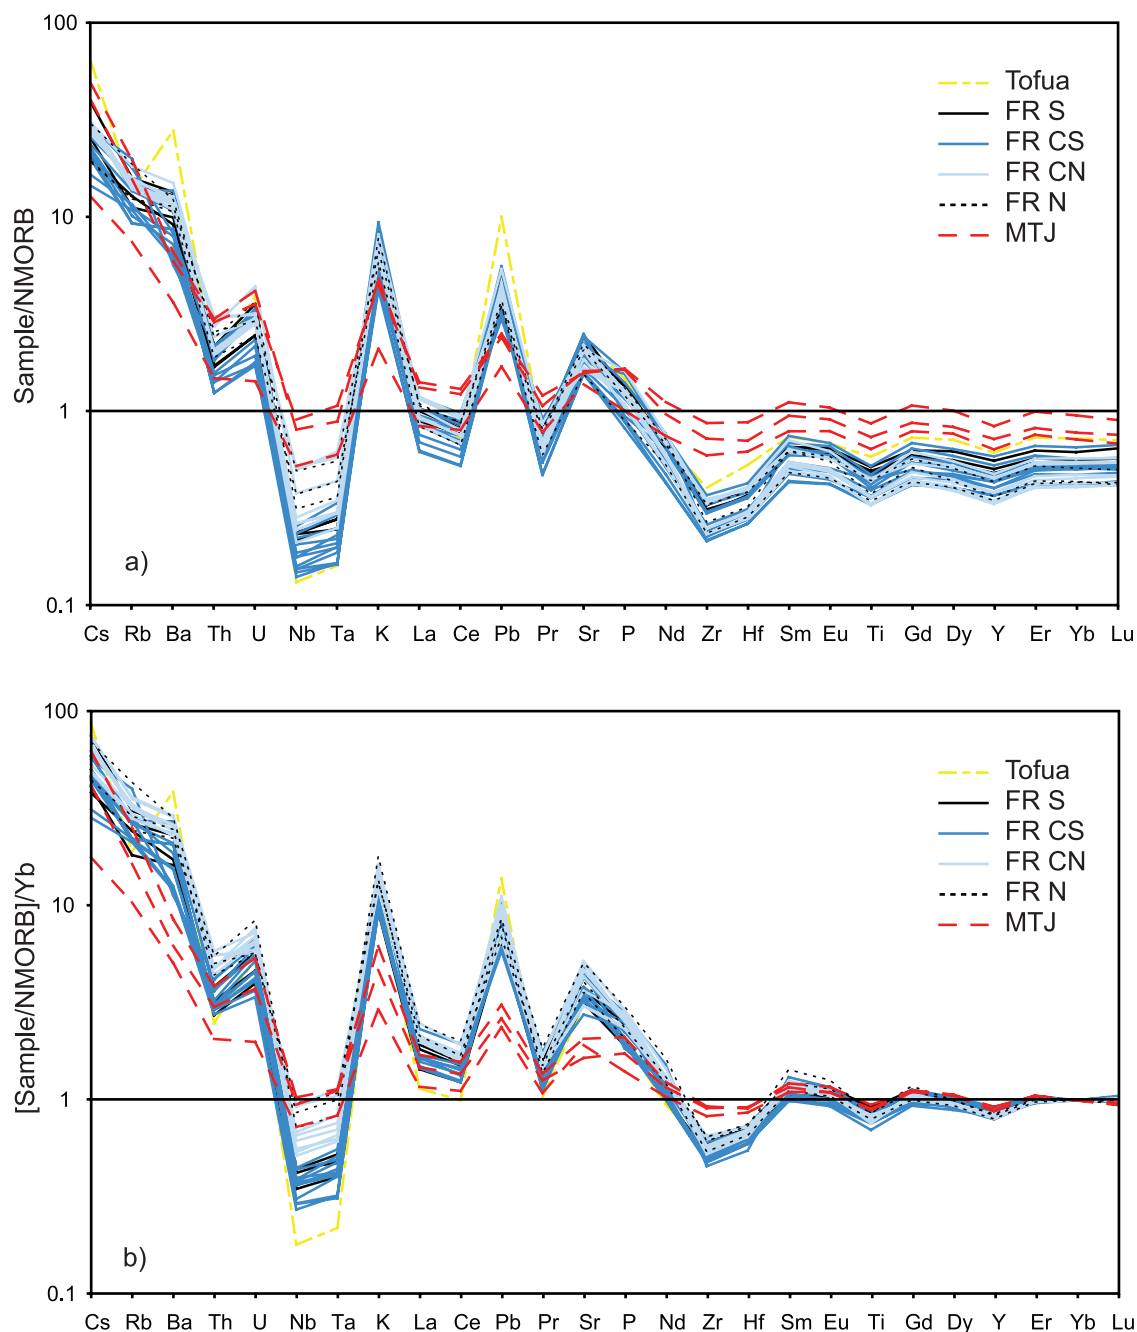 100
10
1
0.1
Sample/NMORB
Tofua
FR S
FR CS
FR CN
FR N
MTJ
a)
Cs Rb Ba Th U Nb Ta K La Ce Pb Pr Sr P Nd Zr Hf Sm Eu Ti Gd Dy Y Er Yb Lu
100
10
1
0.1
[Sample/NMORB]/Yb
Tofua
FR S
FR CS
FR CN
FR N
MTJ
b)
Cs Rb Ba Th U Nb Ta K La Ce Pb Pr Sr P Nd Zr Hf Sm Eu Ti Gd Dy Y Er Yb Lu